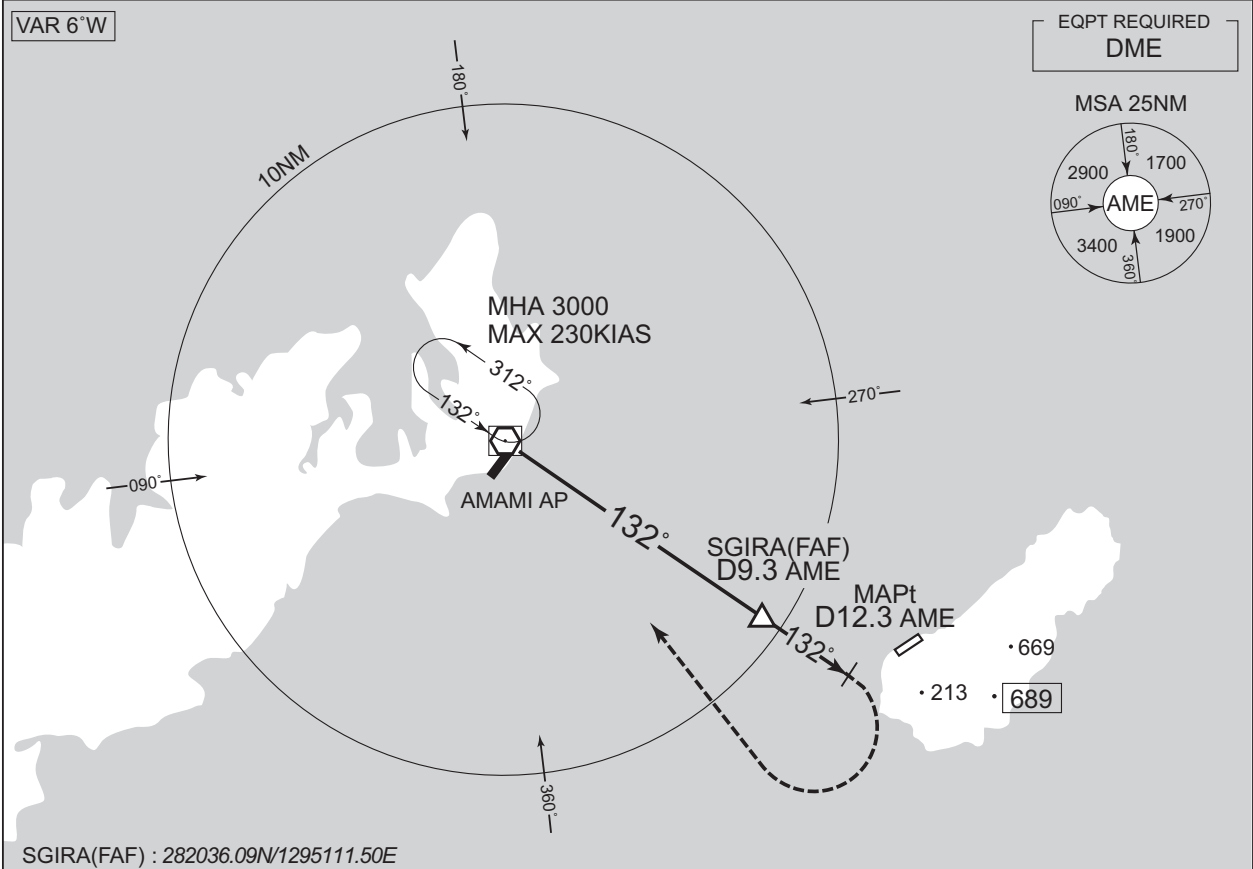 VAR 6˚W
EQPT REQUIRED
DME
MSA 25NM
180˚
2900
1700
090˚
AME
270˚
3400
1900
360˚
180˚
10NM
MHA 3000
MAX 230KIAS
312˚
132˚
270˚
090˚
AMAMI AP
132˚
SGIRA(FAF)
D9.3 AME
MAPt
D12.3 AME
132˚
669
213
689
360˚
SGIRA(FAF) : 282036.09N/1295111.50E